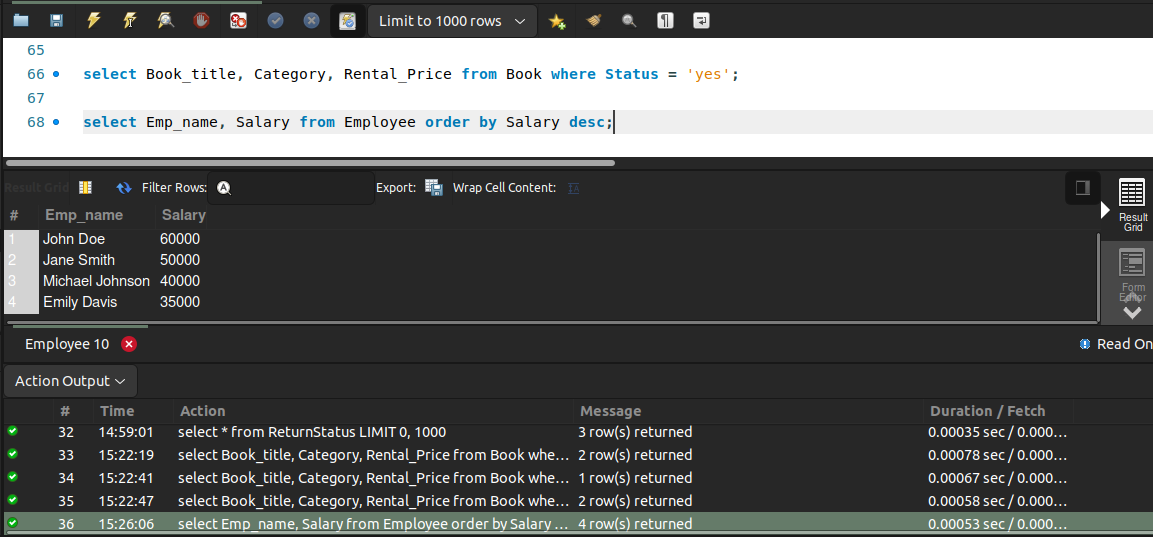 Limit to 1000 rows
65
66 select Book_title, Category, Rental_Price from Book where Status = 'yes';
67
68 select Emp_name, Salary from Employee order by Salary desc;
Result Grid Filter Rows: A Export: Wrap Cell Content: IA
# Emp_name Salary
1 John Doe 60000
2 Jane Smith 50000
3 Michael Johnson 40000
4 Emily Davis 35000
Result
Grid
Form
Editor
Employee 10 Read On
Action Output
# Time Action Message Duration / Fetch
32 14:59:01 select * from ReturnStatus LIMIT 0, 1000 3 row(s) returned 0.00035 sec / 0.000...
33 15:22:19 select Book_title, Category, Rental_Price from Book whe... 2 row(s) returned 0.00078 sec / 0.000...
34 15:22:41 select Book_title, Category, Rental_Price from Book whe... 1 row(s) returned 0.00067 sec / 0.000...
35 15:22:47 select Book_title, Category, Rental_Price from Book whe... 2 row(s) returned 0.00058 sec / 0.000...
36 15:26:06 select Emp_name, Salary from Employee order by Salary ... 4 row(s) returned 0.00053 sec / 0.000...